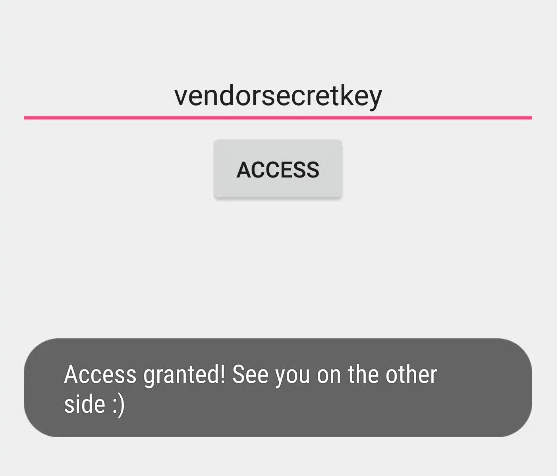 vendorsecretkey
ACCESS
Access granted! See you on the other
side :)